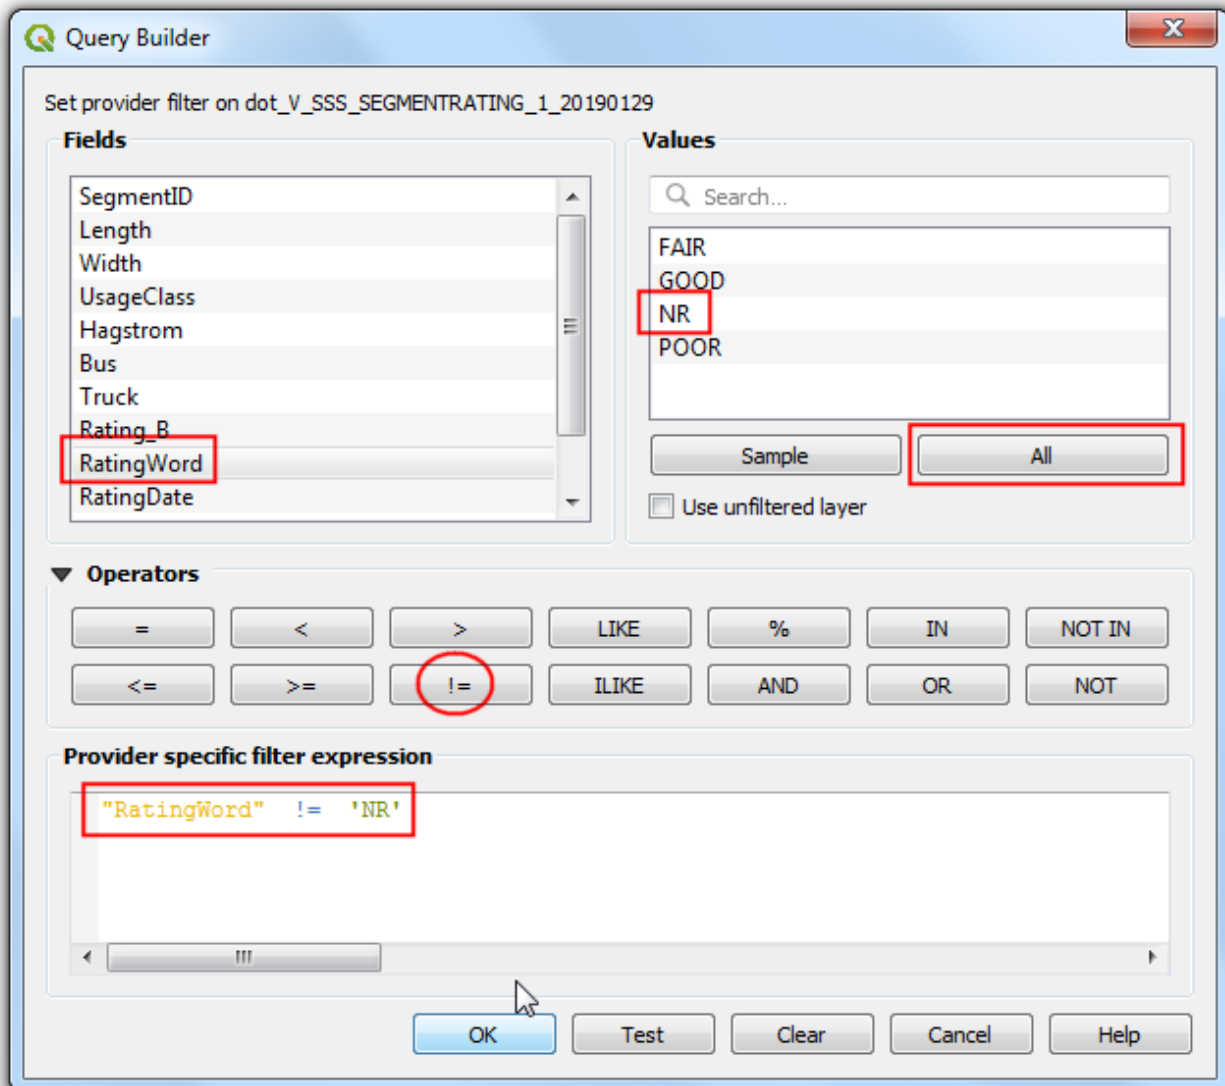 Query Builder
Set provider filter on dot_V_SSS_SEGMENTRATING_1_20190129
Fields
SegmentID
Length
Width
UsageClass
Hagstrom
Bus
Truck
Rating_B
RatingWord
RatingDate
Values
Search...
FAIR
GOOD
NR
POOR
Sample All
Use unfiltered layer
Operators
= < > LIKE % IN NOT IN
<= >= != ILIKE AND OR NOT
Provider specific filter expression
"RatingWord" != 'NR'
OK Test Clear Cancel Help